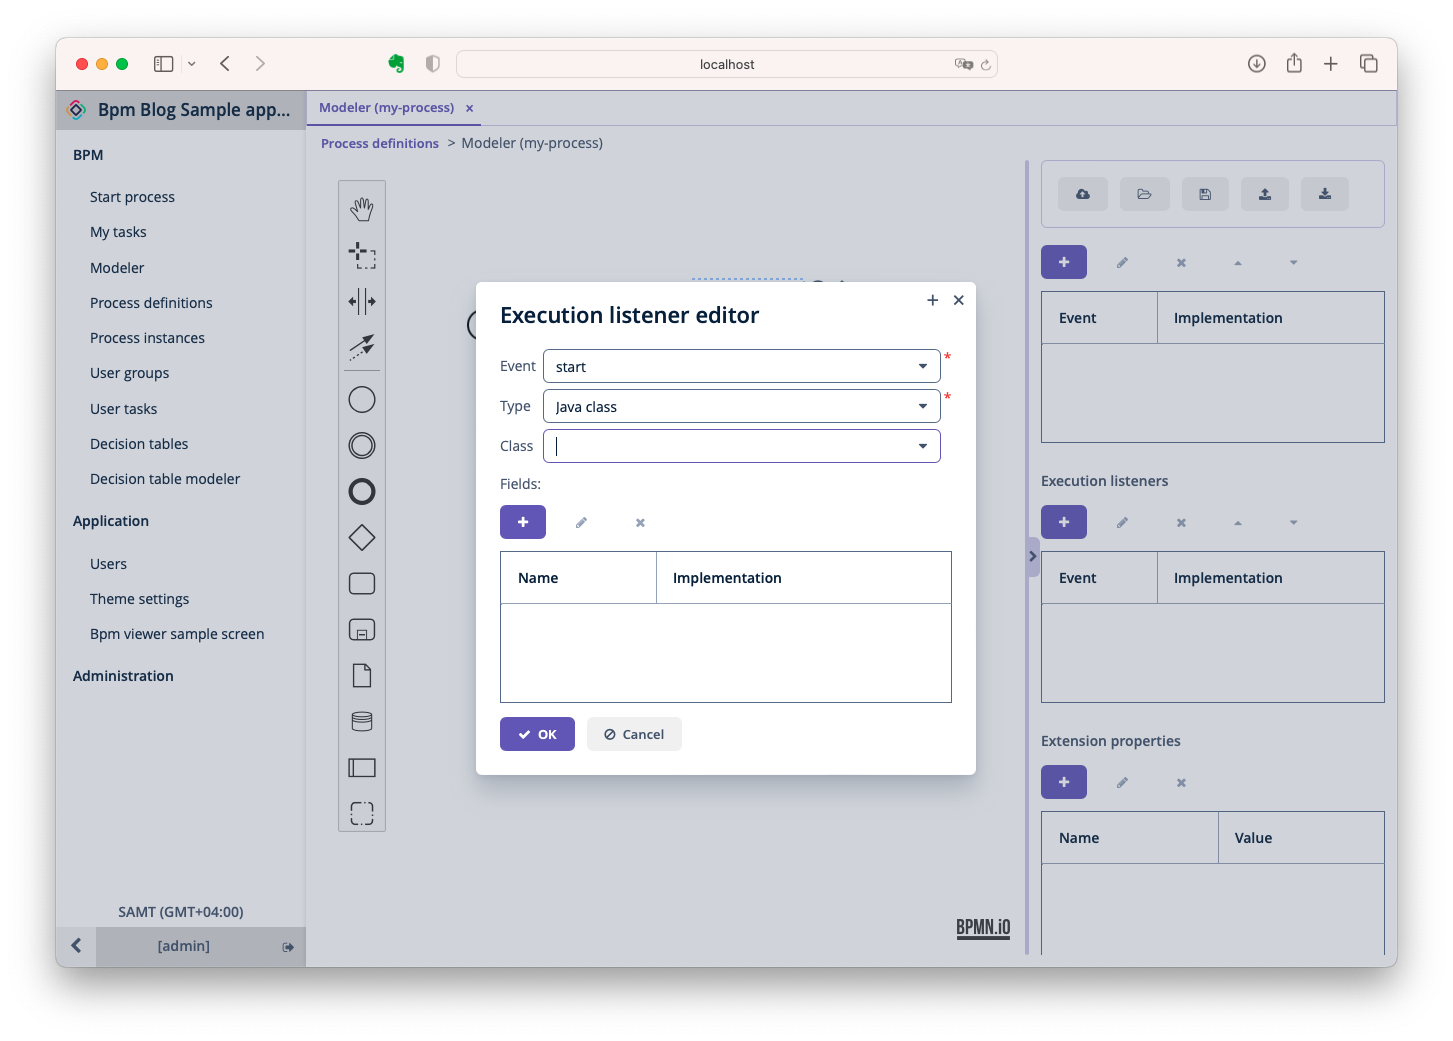 localhost
Bpm Blog Sample app...
Modeler (my-process) ×
Process definitions > Modeler (my-process)
BPM
Start process
My tasks
Modeler
Process definitions
Process instances
User groups
User tasks
Decision tables
Decision table modeler
Application
Users
Theme settings
Bpm viewer sample screen
Administration
SAMT (GMT+04:00)
[admin]
Execution listener editor
Event start *
Type Java class *
Class
Fields:
Name Implementation
OK Cancel
BPMN.iO
Event Implementation
Execution listeners
Event Implementation
Extension properties
Name Value